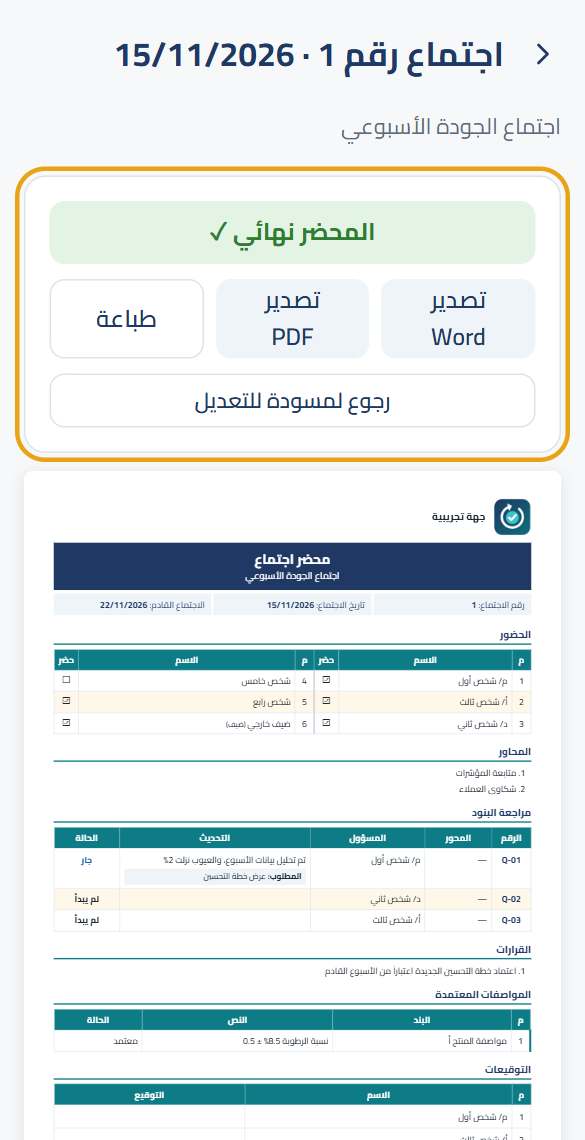 اجتماع رقم 1 · 15/11/2026
اجتماع الجودة الأسبوعي
المحضر نهائي ✓
تصدير Word
تصدير PDF
طباعة
رجوع لمسودة للتعديل
جهة تجريبية
محضر اجتماع
اجتماع الجودة الأسبوعي
رقم الاجتماع: 1 تاريخ الاجتماع: 15/11/2026 الاجتماع القادم: 22/11/2026
الحضور
م الاسم حضر م الاسم حضر
1 م/ شخص أول ☑ 4 شخص خامس ☐
2 أ/ شخص ثالث ☑ 5 شخص رابع ☑
3 د/ شخص ثاني ☑ 6 ضيف خارجي (ضيف) ☑
المحاور
1. متابعة المؤشرات
2. شكاوى العملاء
مراجعة البنود
الرقم المحور المسؤول التحديث الحالة
Q-01 — م/ شخص أول تم تحليل بيانات الأسبوع، والعيوب نزلت 2% جار
المطلوب: عرض خطة التحسين
Q-02 — د/ شخص ثاني لم يبدأ
Q-03 — أ/ شخص ثالث لم يبدأ
القرارات
1. اعتماد خطة التحسين الجديدة اعتباراً من الأسبوع القادم
المواصفات المعتمدة
م البند النص الحالة
1 مواصفة المنتج أ نسبة الرطوبة 8.5% ± 0.5 معتمد
التوقيعات
م الاسم التوقيع
1 م/ شخص أول